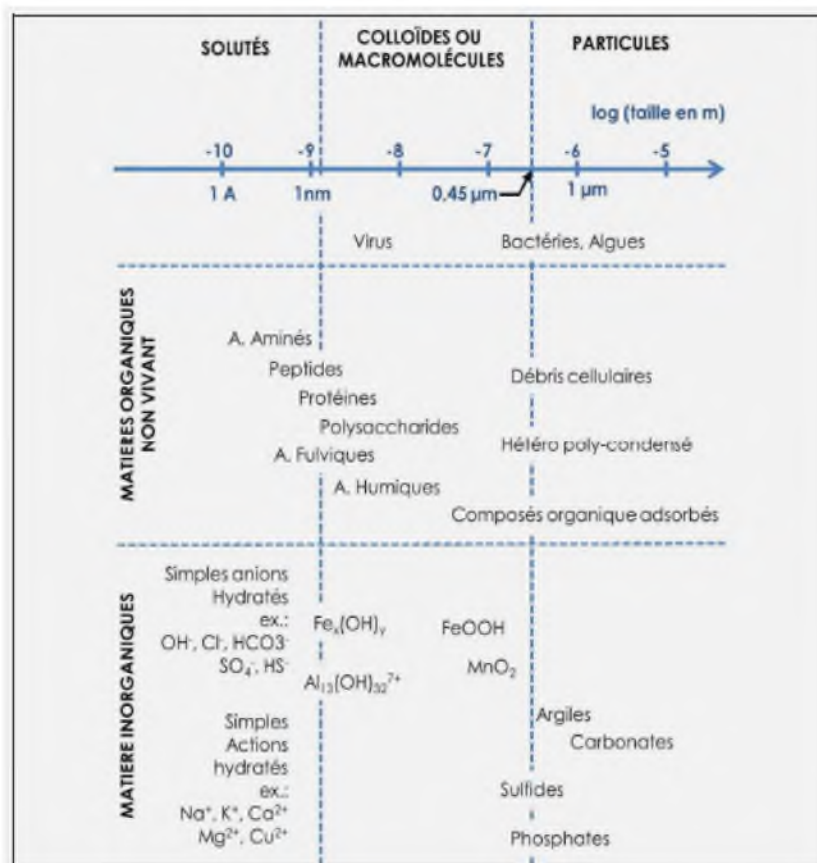 SOLUTÉS
COLLOÏDES OU
MACROMOLÉCULES
PARTICULES
log (taille en m)
-10 -9 -8 -7 -6 -5
1 A 1nm 0.45 µm 1 µm
Virus Bactéries, Algues
MATIERES ORGANIQUES
NON VIVANT
A. Aminés
Peptides
Débris cellulaires
Protéines
Polysaccharides
Hétéro poly-condensé
A. Fulviques
A. Humiques
Composés organique adsorbés
MATIERE INORGANIQUES
Simples anions
Hydratés
ex.:
OH⁻, Cl⁻, HCO3⁻
SO₄⁻, HS⁻
Feₓ(OH)ᵧ
FeOOH
MnO₂
Al₁₃(OH)₃₂⁷⁺
Argiles
Carbonates
Simples
Actions
hydratés
ex.:
Na⁺, K⁺, Ca²⁺
Mg²⁺, Cu²⁺
Sulfides
Phosphates